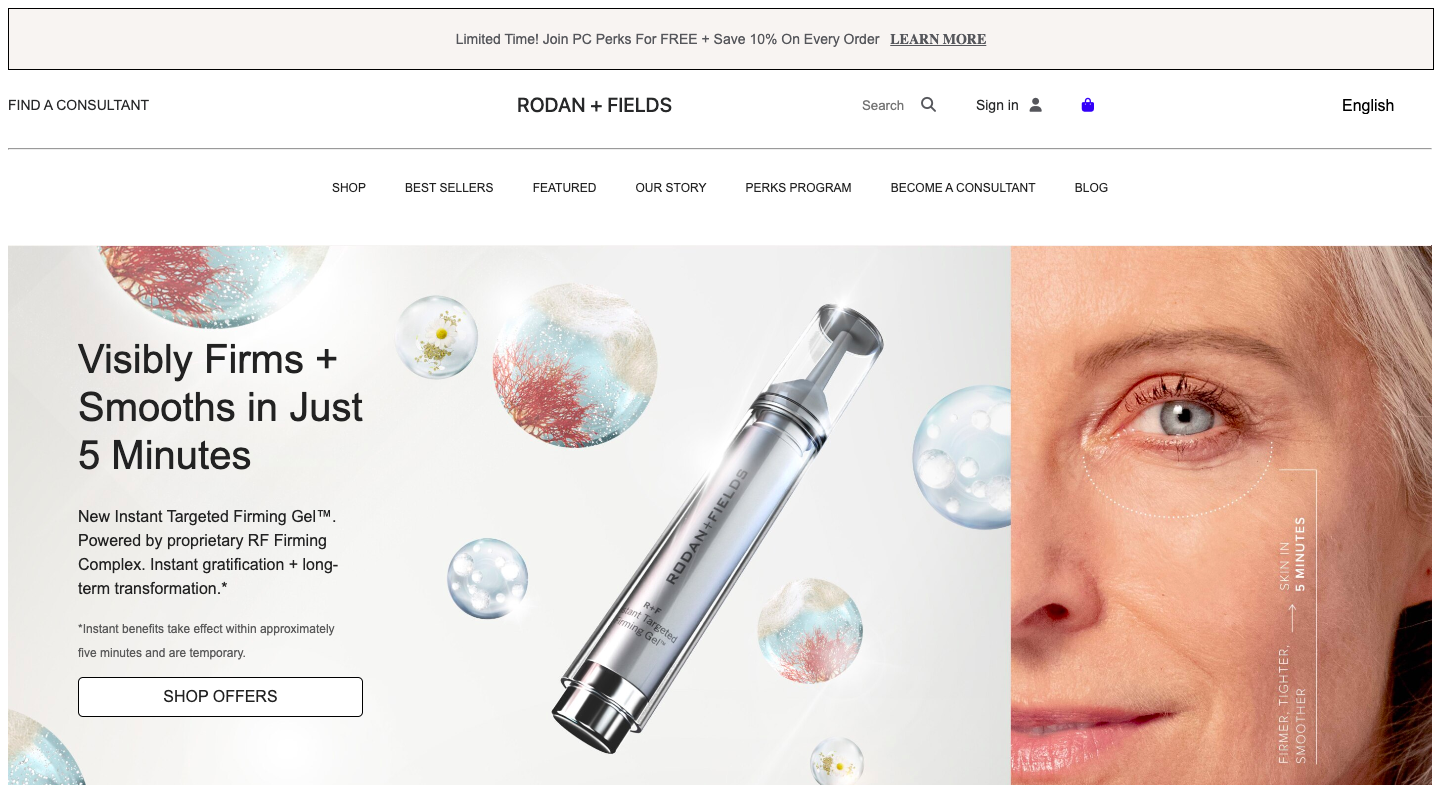 Limited Time! Join PC Perks For FREE + Save 10% On Every Order LEARN MORE
FIND A CONSULTANT
RODAN + FIELDS
Search
Sign in
English
SHOP
BEST SELLERS
FEATURED
OUR STORY
PERKS PROGRAM
BECOME A CONSULTANT
BLOG
Visibly Firms +
Smooths in Just
5 Minutes
New Instant Targeted Firming Gel™.
Powered by proprietary RF Firming
Complex. Instant gratification + long-
term transformation.*
*Instant benefits take effect within approximately
five minutes and are temporary.
SHOP OFFERS
RODAN+FIELDS
R+F
Instant Targeted
Firming Gel™
FIRMER, TIGHTER,
SMOOTHER
→ SKIN IN
5 MINUTES